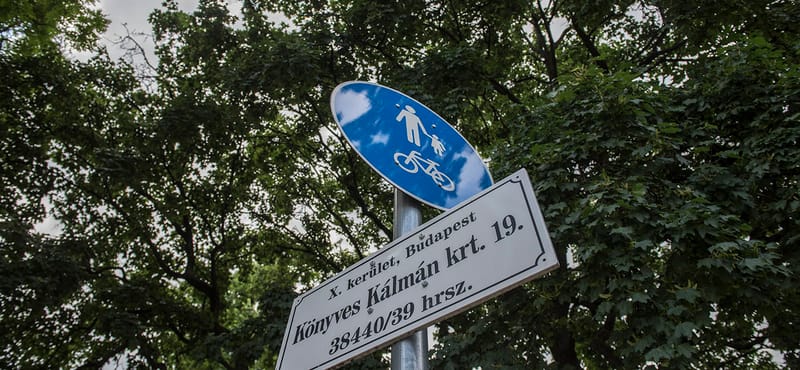 X. kerület, Budapest
Könyves Kálmán krt. 19.
38440/39 hrsz.